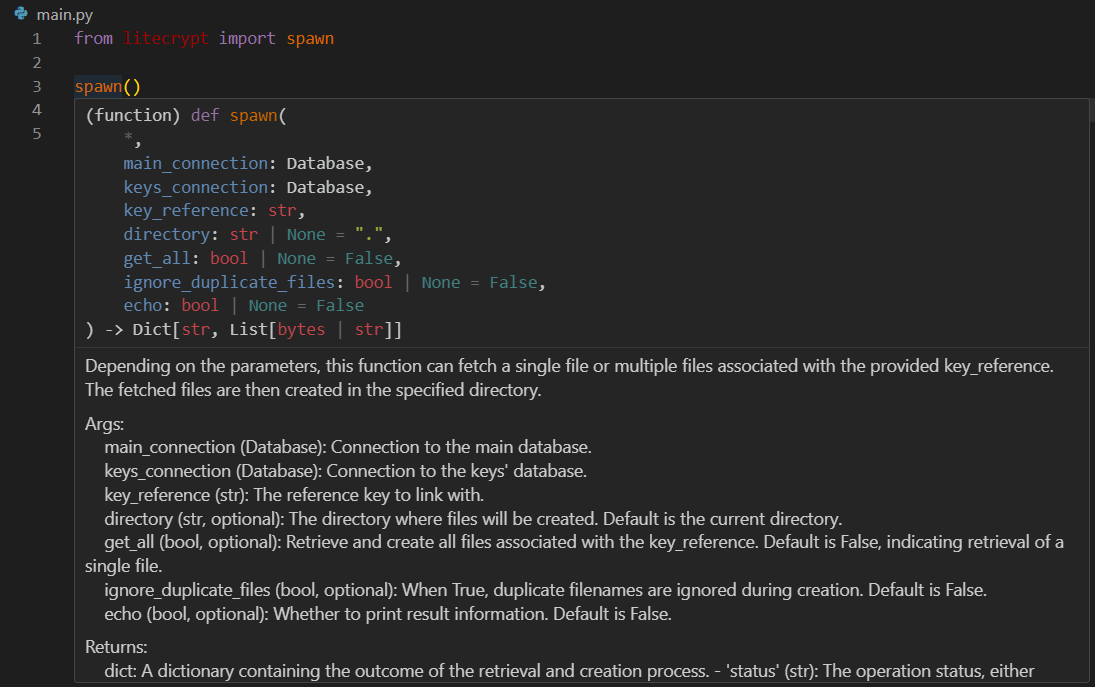 main.py
1 from litecrypt import spawn
2
3 spawn()
4 (function) def spawn(
5 *,
main_connection: Database,
keys_connection: Database,
key_reference: str,
directory: str | None = ".",
get_all: bool | None = False,
ignore_duplicate_files: bool | None = False,
echo: bool | None = False
) -> Dict[str, List[bytes | str]]
Depending on the parameters, this function can fetch a single file or multiple files associated with the provided key_reference.
The fetched files are then created in the specified directory.
Args:
main_connection (Database): Connection to the main database.
keys_connection (Database): Connection to the keys' database.
key_reference (str): The reference key to link with.
directory (str, optional): The directory where files will be created. Default is the current directory.
get_all (bool, optional): Retrieve and create all files associated with the key_reference. Default is False, indicating retrieval of a
single file.
ignore_duplicate_files (bool, optional): When True, duplicate filenames are ignored during creation. Default is False.
echo (bool, optional): Whether to print result information. Default is False.
Returns:
dict: A dictionary containing the outcome of the retrieval and creation process. - 'status' (str): The operation status, either